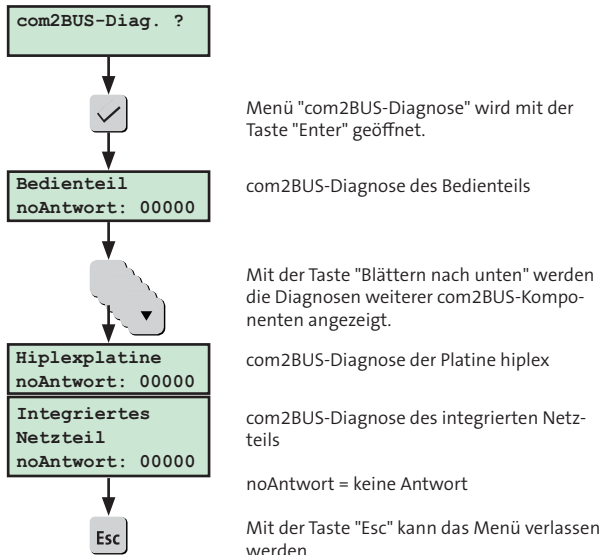 com2BUS-Diag. ?
Menü "com2BUS-Diagnose" wird mit der
Taste "Enter" geöffnet.
Bedienteil
noAntwort: 00000
com2BUS-Diagnose des Bedienteils
Mit der Taste "Blättern nach unten" werden
die Diagnosen weiterer com2BUS-Kompo-
nenten angezeigt.
Hiplexplatine
noAntwort: 00000
com2BUS-Diagnose der Platine hiplex
Integriertes
Netzteil
noAntwort: 00000
com2BUS-Diagnose des integrierten Netz-
teils
noAntwort = keine Antwort
Esc
Mit der Taste "Esc" kann das Menü verlassen
werden